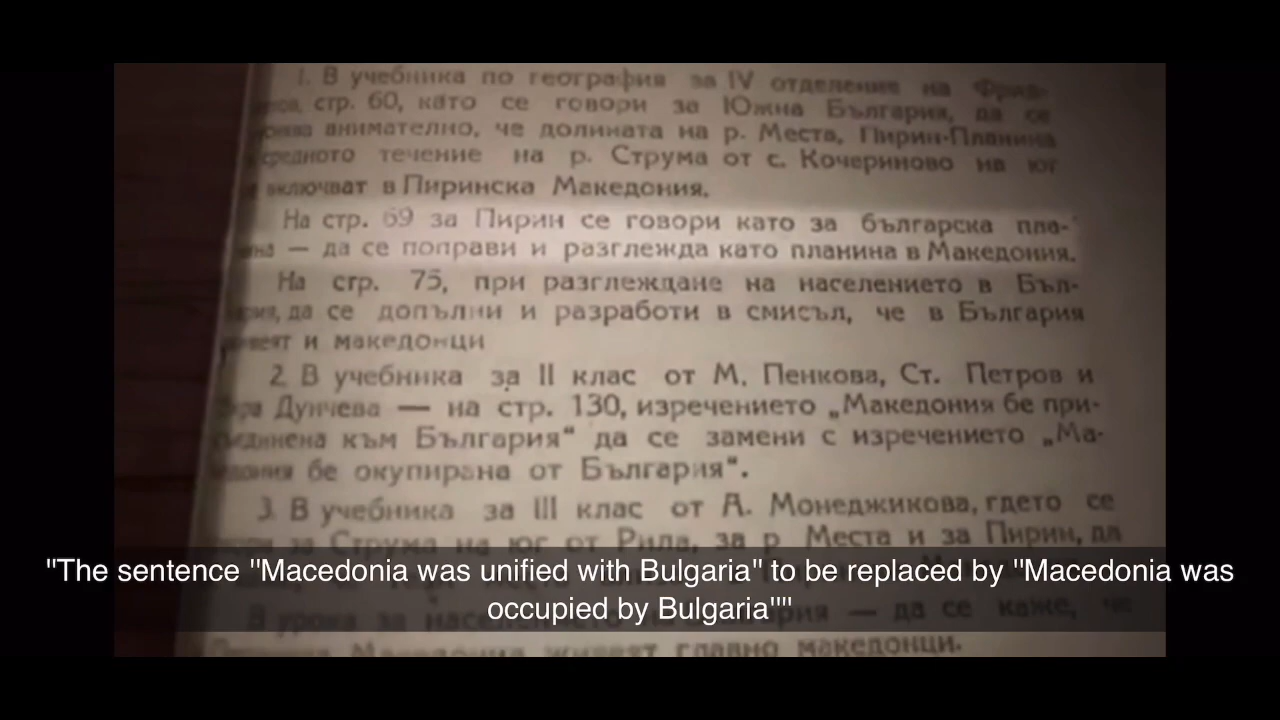 1. В учебника по география за IV отделение на
стр. 60, като се говори за Южна България, да се
внимателно, че долината на р. Места, Пирин-Планина
течение на р. Струма от с. Кочериново на юг
включват в Пиринска Македония.
На стр. 69 за Пирин се говори като за българска пла-
— да се поправи и разглежда като планина в Македония.
На стр. 75, при разглеждане на населението в Бъл-
да се допълни и разработи в смисъл, че в България
и македонци
2. В учебника за II клас от М. Пенкова, Ст. Петров и
Дунчева — на стр. 130, изречението „Македония бе при-
към България" да се замени с изречението „Ма-
бе окупирана от България".
3. В учебника за III клас от А. Монеджикова, гдето се
за Струма на юг от Рила, за р Места и за Пирин, да
"The sentence "Macedonia was unified with Bulgaria" to be replaced by "Macedonia was
occupied by Bulgaria""
В урока за — да се каже, че
Македония живеят главно македонци.